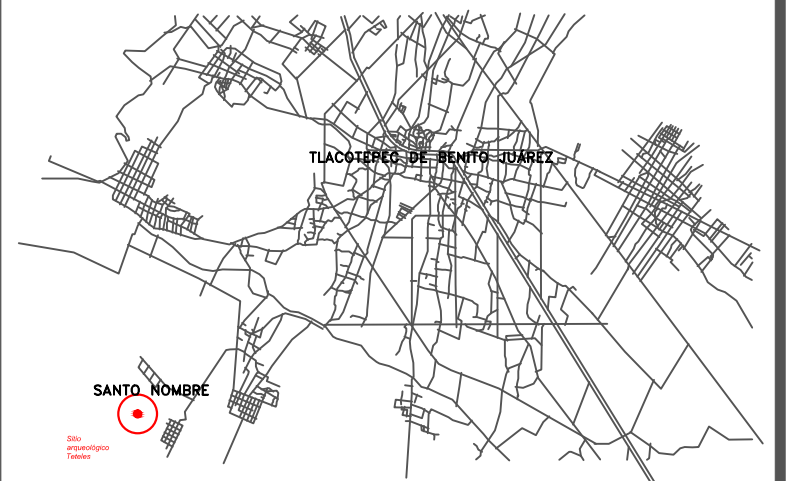 TLACOTEPEC DE BENITO JUÁREZ
SANTO NOMBRE
Sitio
arqueológico
Teteles